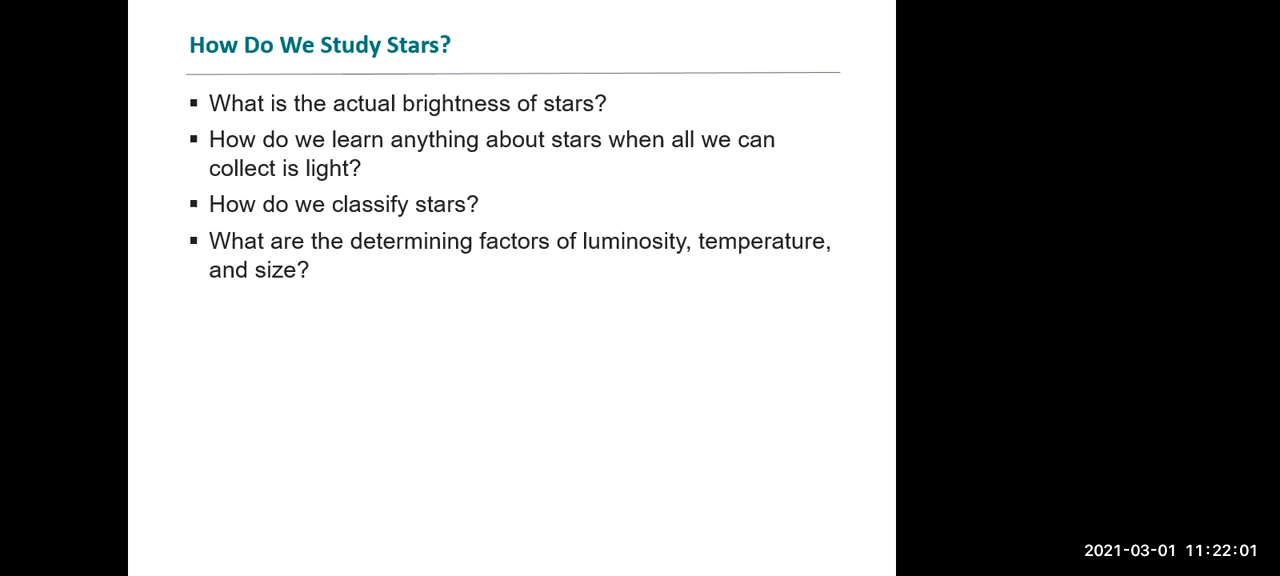 How Do We Study Stars?
▪ What is the actual brightness of stars?
▪ How do we learn anything about stars when all we can
collect is light?
▪ How do we classify stars?
▪ What are the determining factors of luminosity, temperature,
and size?
2021-03-01 11:22:01